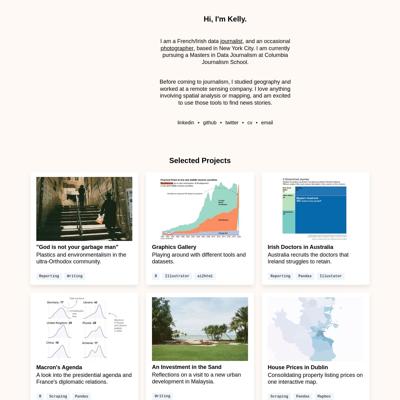 Hi, I'm Kelly.
I am a French/Irish data journalist, and an occasional
photographer, based in New York City. I am currently
pursuing a Masters in Data Journalism at Columbia
Journalism School.
Before coming to journalism, I studied geography and
worked at a remote sensing company. I love anything
involving spatial analysis or mapping, and am excited
to use those tools to find news stories.
linkedin • github • twitter • cv • email
Selected Projects
"God is not your garbage man"
Plastics and environmentalism in the
ultra-Orthodox community.
Reporting Writing
Graphics Gallery
Playing around with different tools and
datasets.
R Illustrator ai2html
Irish Doctors in Australia
Australia recruits the doctors that
Ireland struggles to retain.
Reporting Pandas Illustator
Macron's Agenda
A look into the presidential agenda and
France's diplomatic relations.
R Scraping Pandas
An Investment in the Sand
Reflections on a visit to a new urban
development in Malaysia.
Writing
House Prices in Dublin
Consolidating property listing prices on
one interactive map.
Scraping Pandas Mapbox